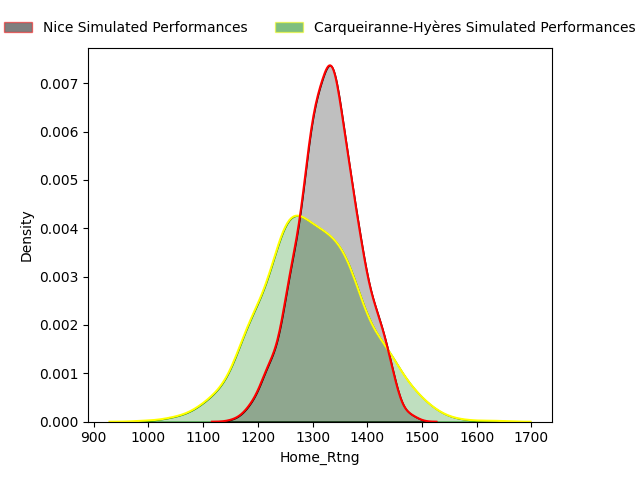 Nice Simulated Performances Carqueiranne-Hyères Simulated Performances
0.007
0.006
0.005
0.004
0.003
0.002
0.001
0.000
Density
900 1000 1100 1200 1300 1400 1500 1600 1700
Home_Rtng